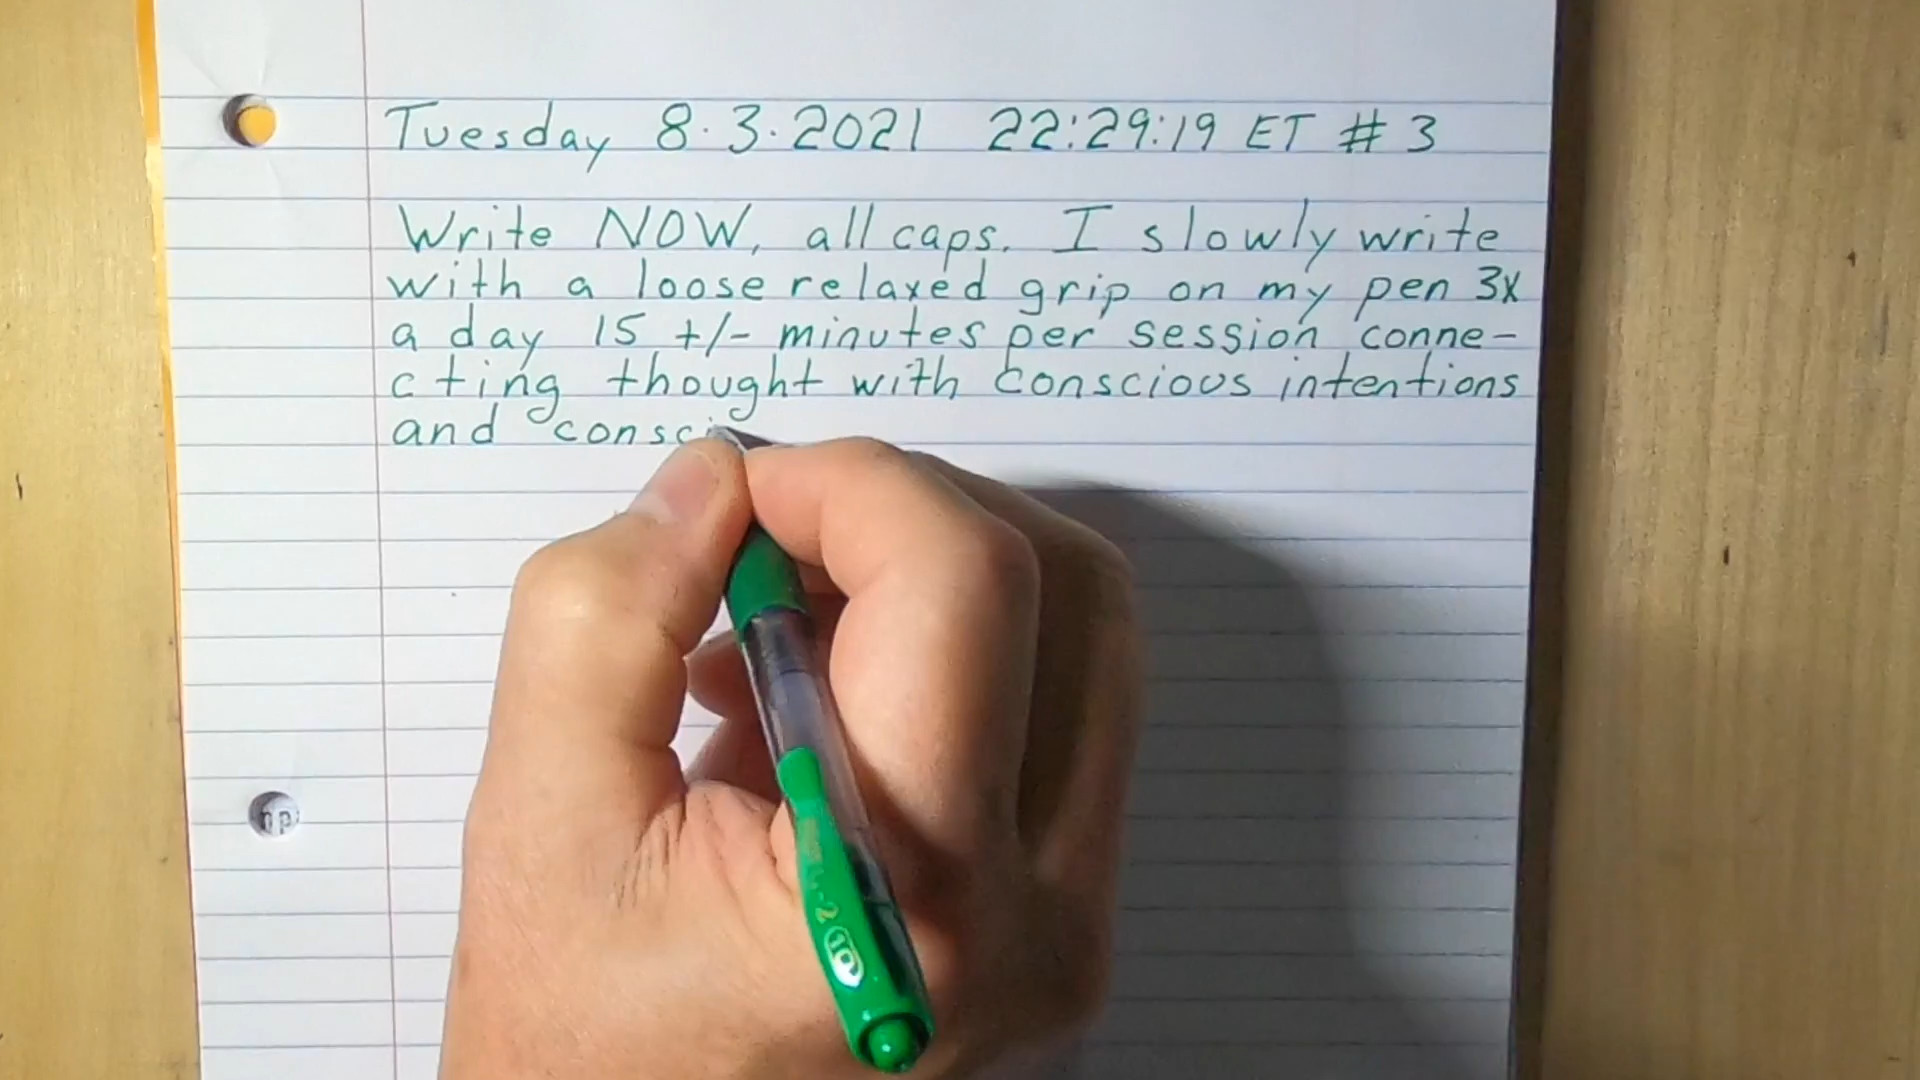 Tuesday 8·3·2021 22:29:19 ET #3
Write NOW, all caps. I slowly write
with a loose relaxed grip on my pen 3x
a day 15 +/- minutes per session conne-
cting thought with conscious intentions
and consci